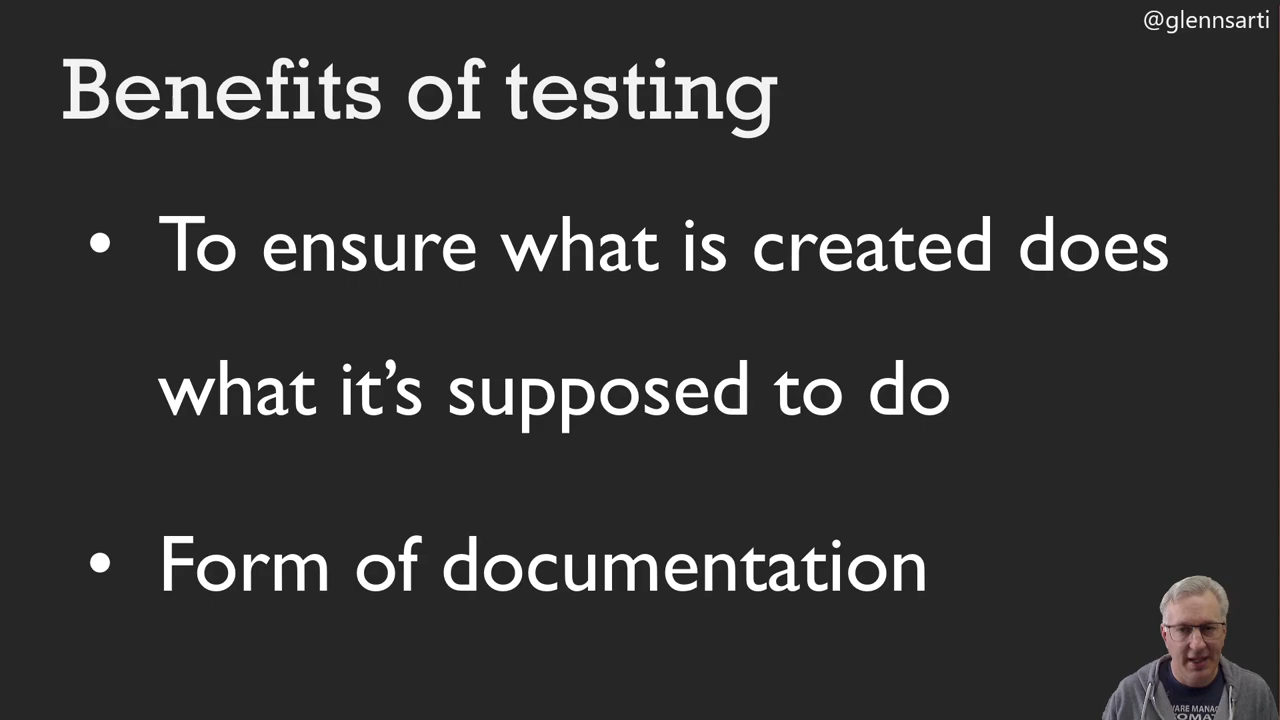 @glennsarti
Benefits of testing
• To ensure what is created does
what it’s supposed to do
• Form of documentation